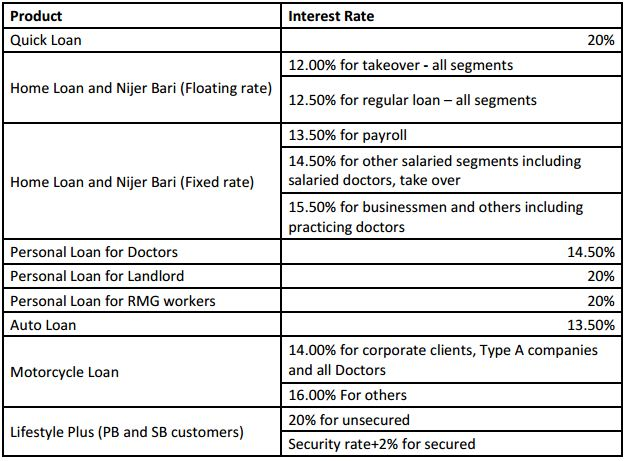 Product Interest Rate
Quick Loan 20%
Home Loan and Nijer Bari (Floating rate)
12.00% for takeover - all segments
12.50% for regular loan – all segments
Home Loan and Nijer Bari (Fixed rate)
13.50% for payroll
14.50% for other salaried segments including
salaried doctors, take over
15.50% for businessmen and others including
practicing doctors
Personal Loan for Doctors 14.50%
Personal Loan for Landlord 20%
Personal Loan for RMG workers 20%
Auto Loan 13.50%
Motorcycle Loan
14.00% for corporate clients, Type A companies
and all Doctors
16.00% For others
Lifestyle Plus (PB and SB customers)
20% for unsecured
Security rate+2% for secured